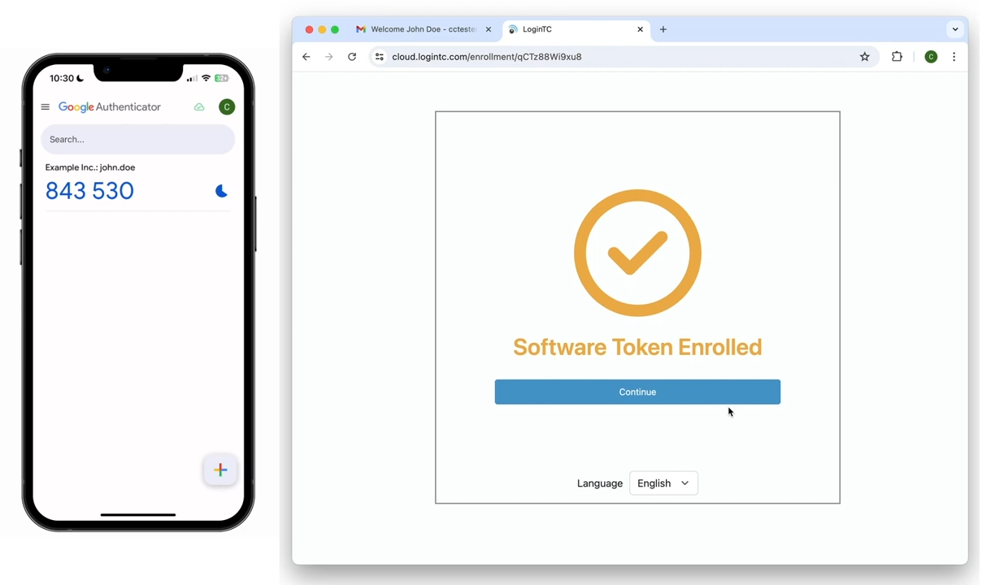 10:30
32+
Google Authenticator
C
Search...
Example Inc.: john.doe
843 530
Welcome John Doe - cctester
LoginTC
cloud.logintc.com/enrollment/qCTz88Wi9xu8
C
Software Token Enrolled
Continue
Language English